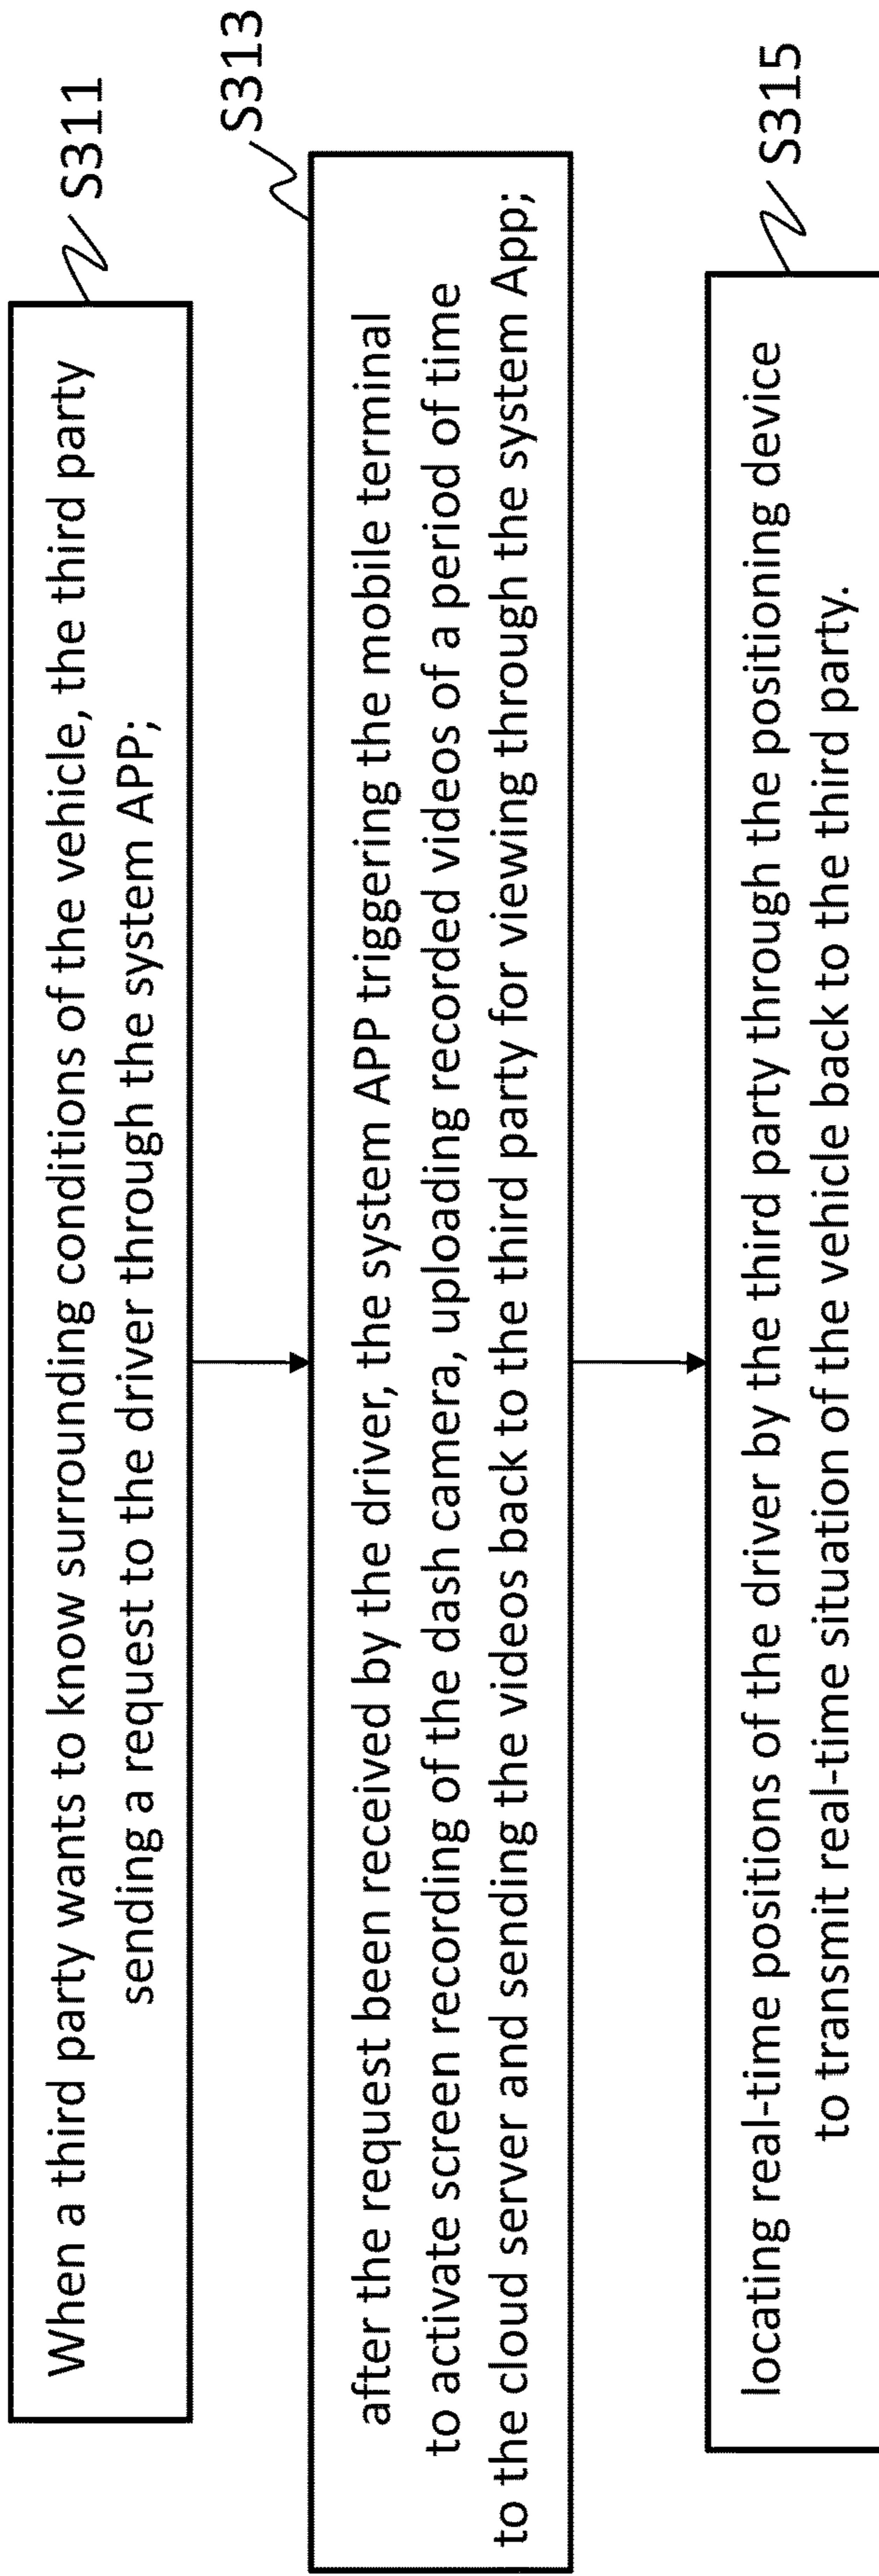 When a third party wants to know surrounding conditions of the vehicle, the third party
sending a request to the driver through the system APP;
S311
after the request been received by the driver, the system APP triggering the mobile terminal
to activate screen recording of the dash camera, uploading recorded videos of a period of time
to the cloud server and sending the videos back to the third party for viewing through the system App;
S313
locating real-time positions of the driver by the third party through the positioning device
to transmit real-time situation of the vehicle back to the third party.
S315